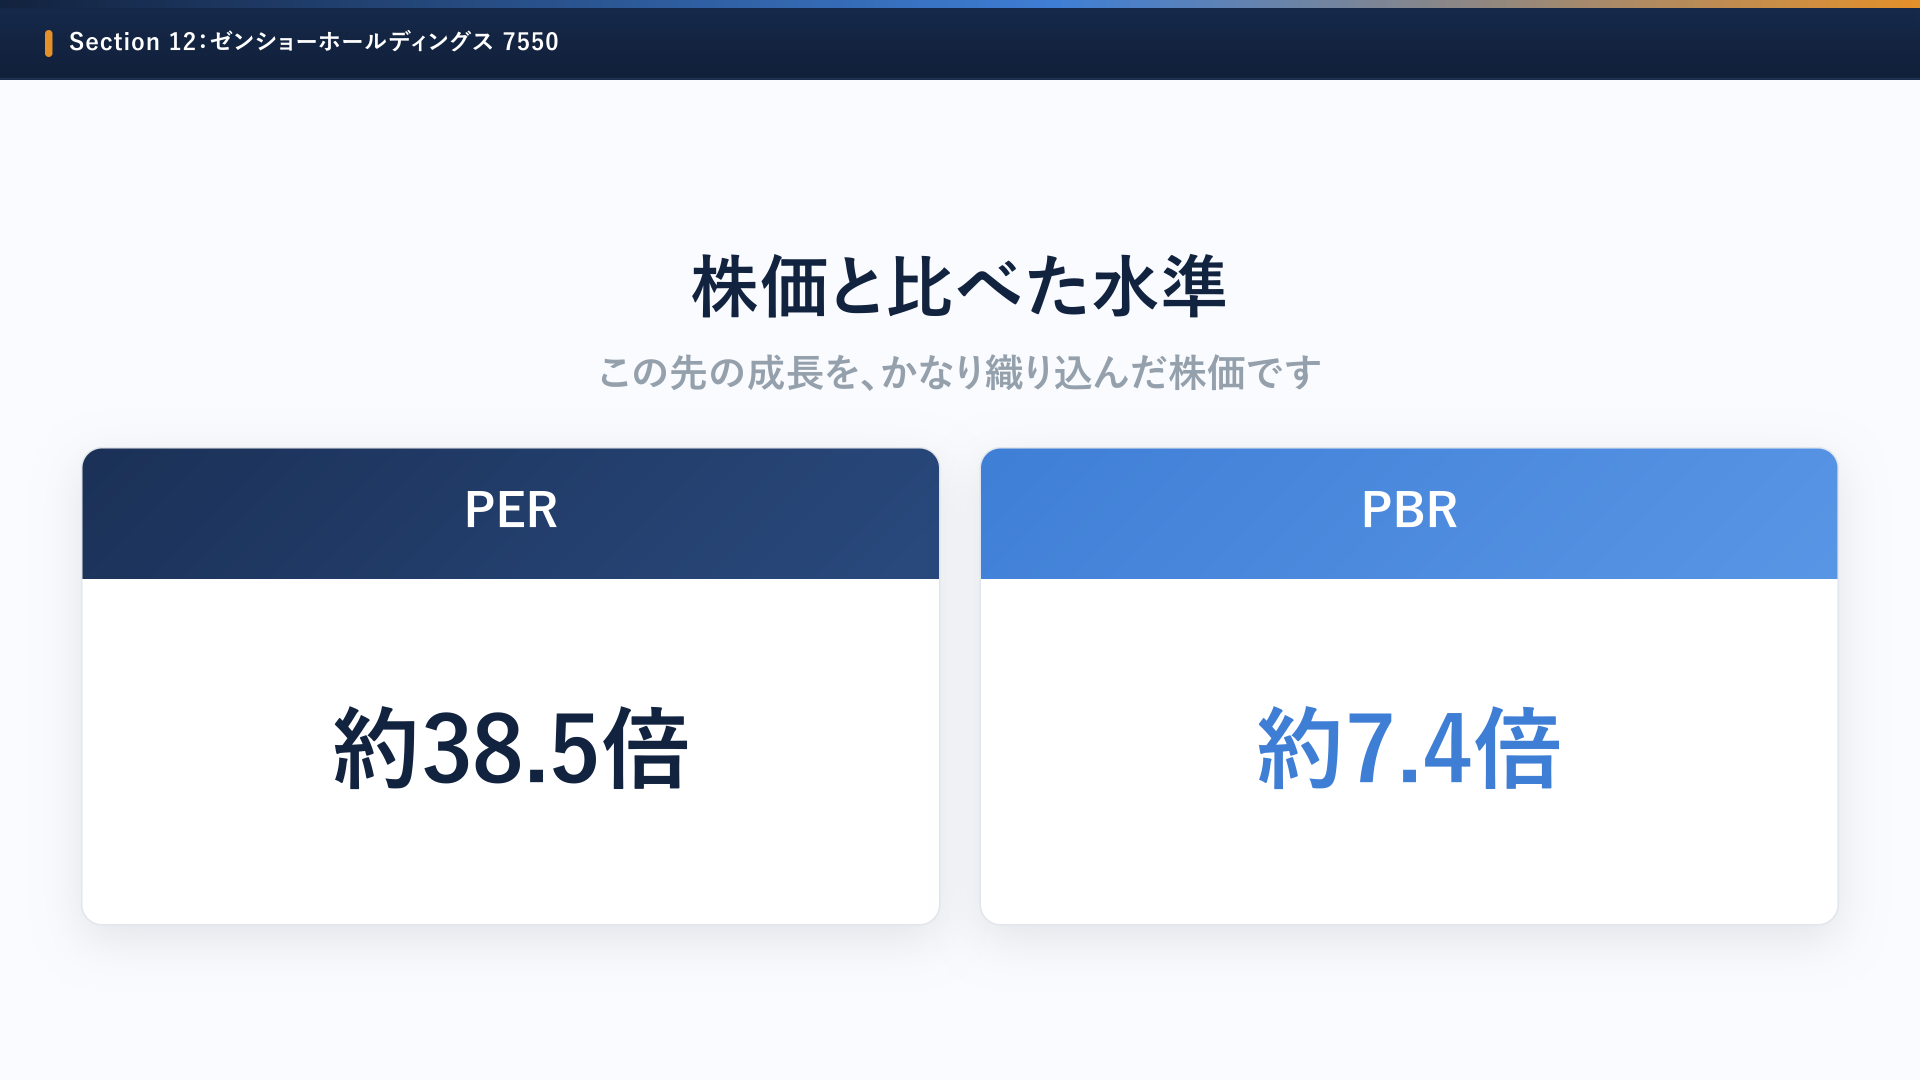 Section 12：ゼンショーホールディングス 7550
株価と比べた水準
この先の成長を、かなり織り込んだ株価です
PER
約38.5倍
PBR
約7.4倍